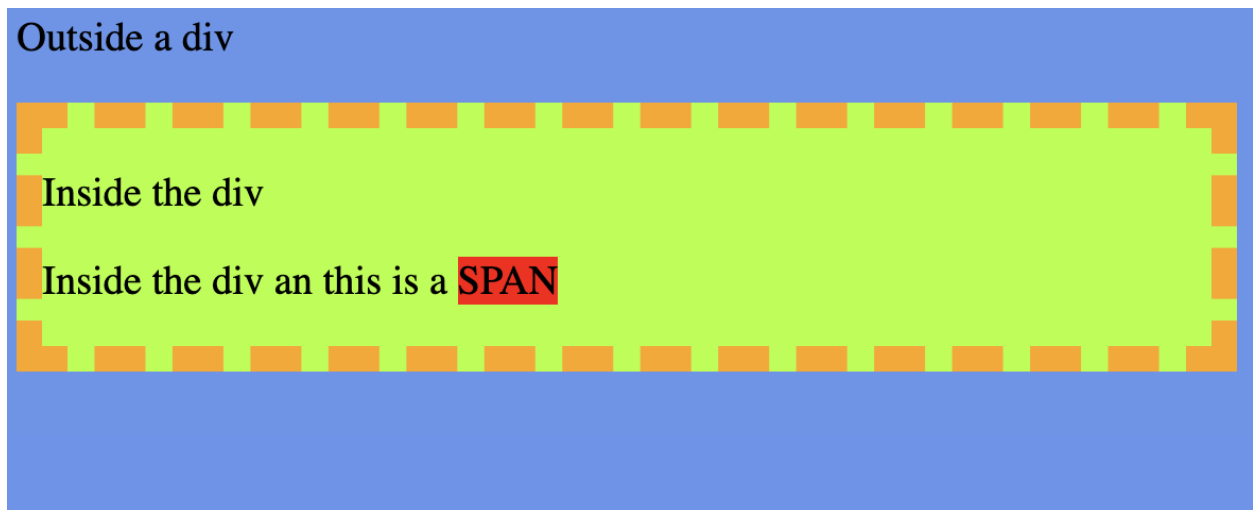 Outside a div
Inside the div
Inside the div an this is a SPAN